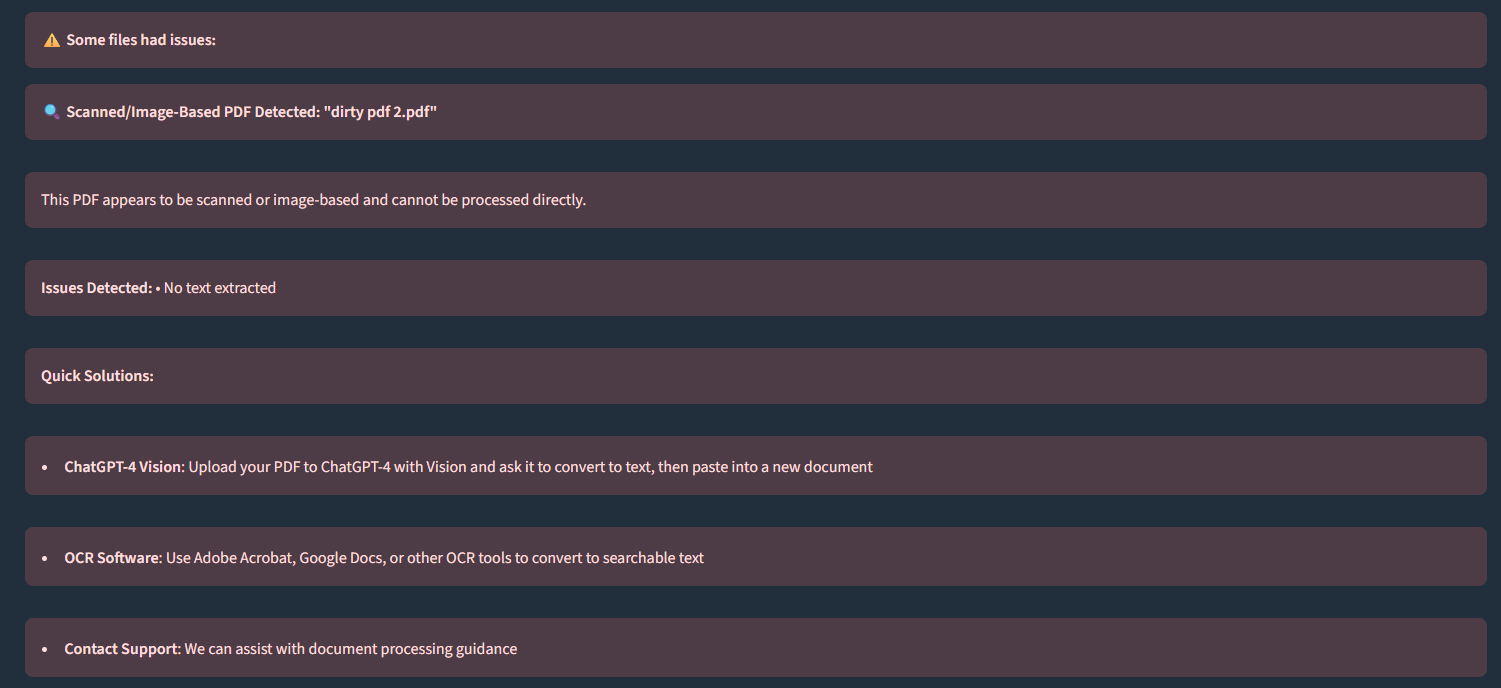 ⚠️ Some files had issues:
🔍 Scanned/Image-Based PDF Detected: "dirty pdf 2.pdf"
This PDF appears to be scanned or image-based and cannot be processed directly.
Issues Detected: • No text extracted
Quick Solutions:
• ChatGPT-4 Vision: Upload your PDF to ChatGPT-4 with Vision and ask it to convert to text, then paste into a new document
• OCR Software: Use Adobe Acrobat, Google Docs, or other OCR tools to convert to searchable text
• Contact Support: We can assist with document processing guidance